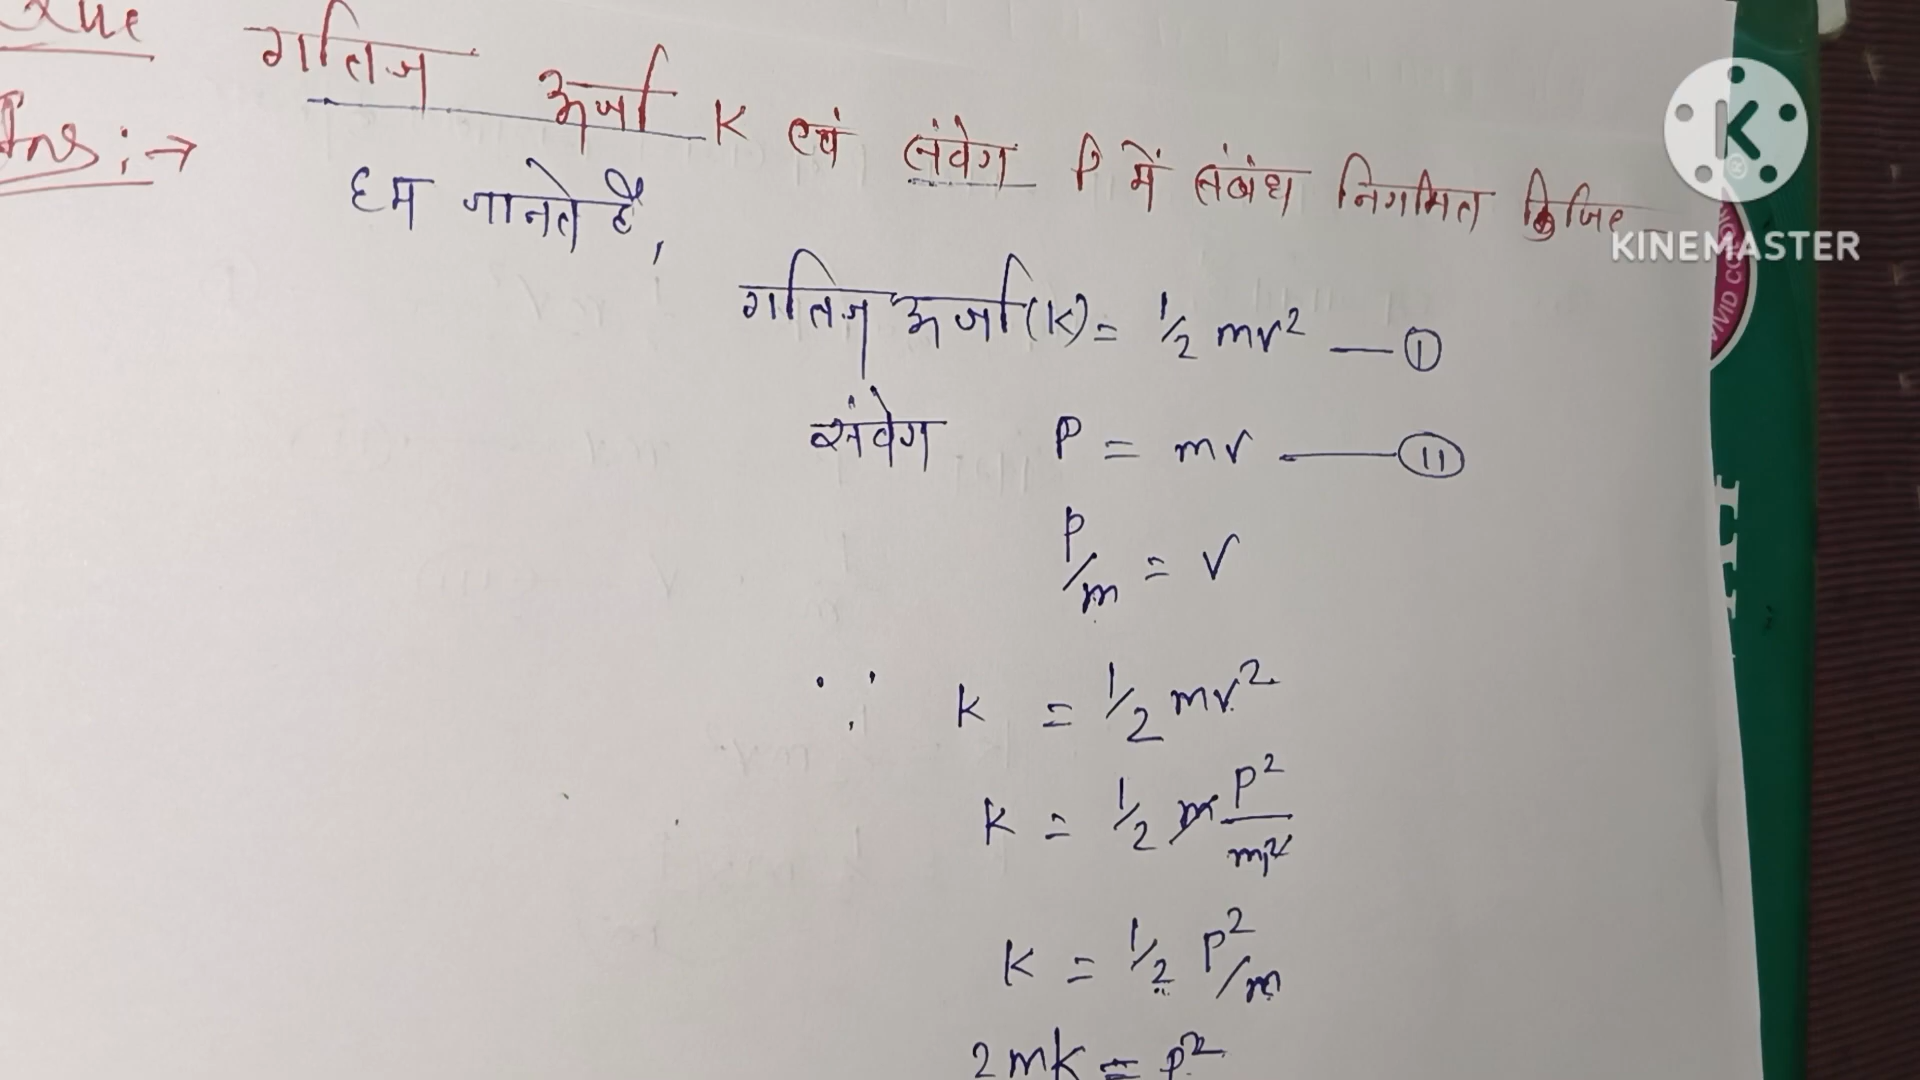 Que गतिज ऊर्जा K एवं संवेग P में संबंध निगमित किजिए
Ans :→ हम जानते है,
गतिज ऊर्जा (K) = 1/2 mv² — ①
संवेग P = mv — ⑪
P/m = v
∵ K = 1/2 mv²
K = 1/2 m P²/m²
K = 1/2 P²/m
2mK = P²
K
KINEMASTER